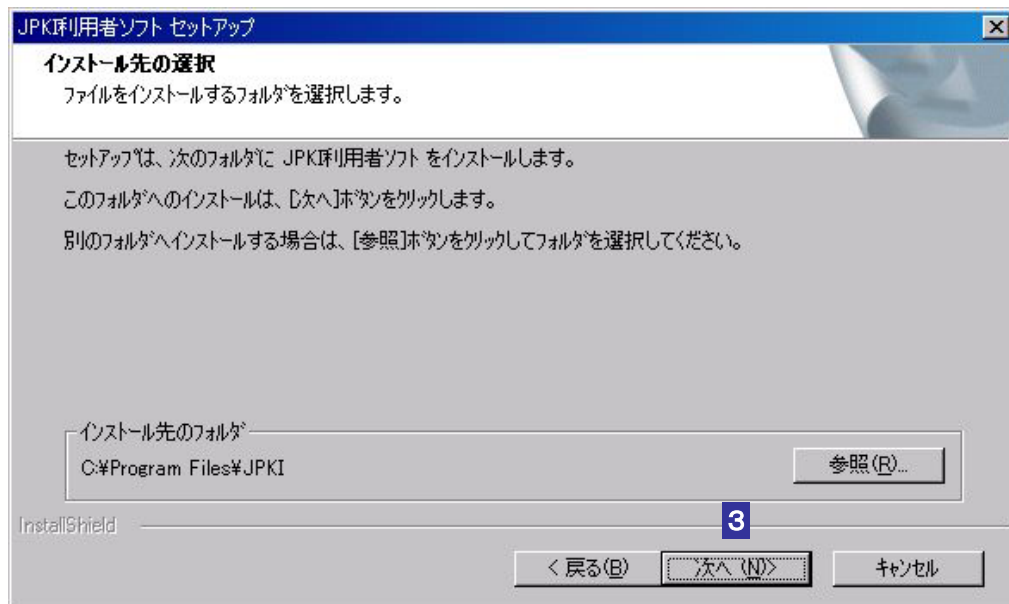 JPKI利用者ソフト セットアップ
インストール先の選択
ファイルをインストールするフォルダを選択します。
セットアップは、次のフォルダに JPKI利用者ソフト をインストールします。
このフォルダへのインストールは、[次へ]ボタンをクリックします。
別のフォルダへインストールする場合は、[参照]ボタンをクリックしてフォルダを選択してください。
インストール先のフォルダ
C:¥Program Files¥JPKI
参照(R)...
InstallShield
3
< 戻る(B)
次へ (N)>
キャンセル